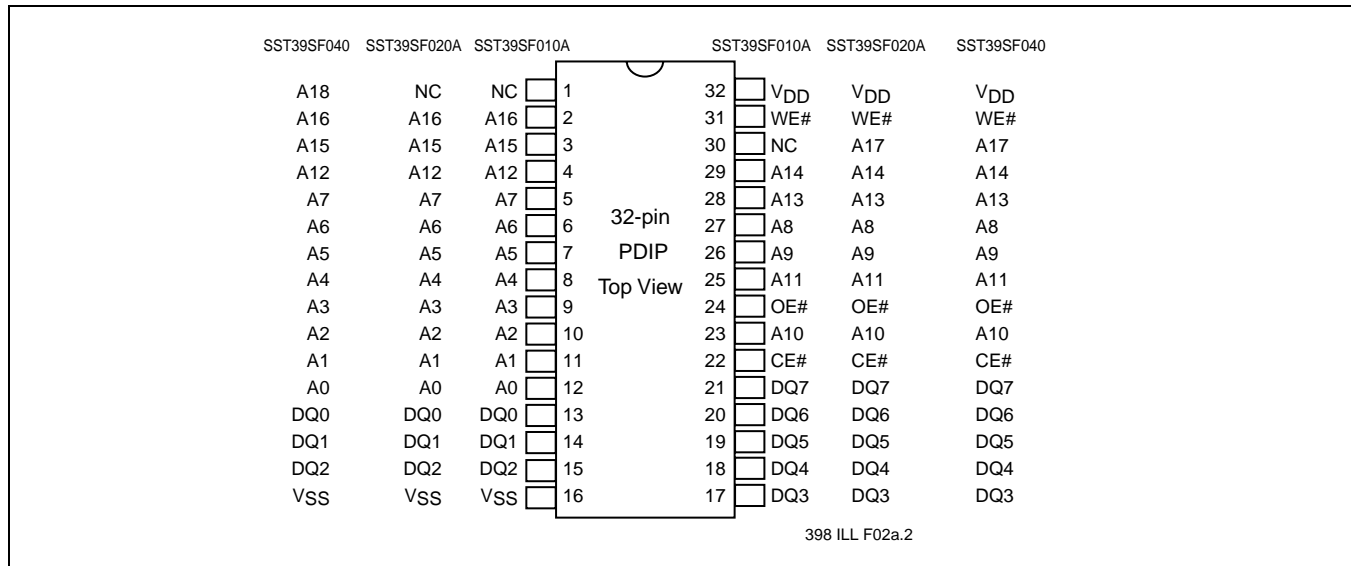 SST39SF040 SST39SF020A SST39SF010A SST39SF010A SST39SF020A SST39SF040
A18 NC NC 1 32 VDD VDD VDD
A16 A16 A16 2 31 WE# WE# WE#
A15 A15 A15 3 30 NC A17 A17
A12 A12 A12 4 29 A14 A14 A14
A7 A7 A7 5 28 A13 A13 A13
A6 A6 A6 6 32-pin 27 A8 A8 A8
A5 A5 A5 7 PDIP 26 A9 A9 A9
A4 A4 A4 8 Top View 25 A11 A11 A11
A3 A3 A3 9 24 OE# OE# OE#
A2 A2 A2 10 23 A10 A10 A10
A1 A1 A1 11 22 CE# CE# CE#
A0 A0 A0 12 21 DQ7 DQ7 DQ7
DQ0 DQ0 DQ0 13 20 DQ6 DQ6 DQ6
DQ1 DQ1 DQ1 14 19 DQ5 DQ5 DQ5
DQ2 DQ2 DQ2 15 18 DQ4 DQ4 DQ4
VSS VSS VSS 16 17 DQ3 DQ3 DQ3
398 ILL F02a.2